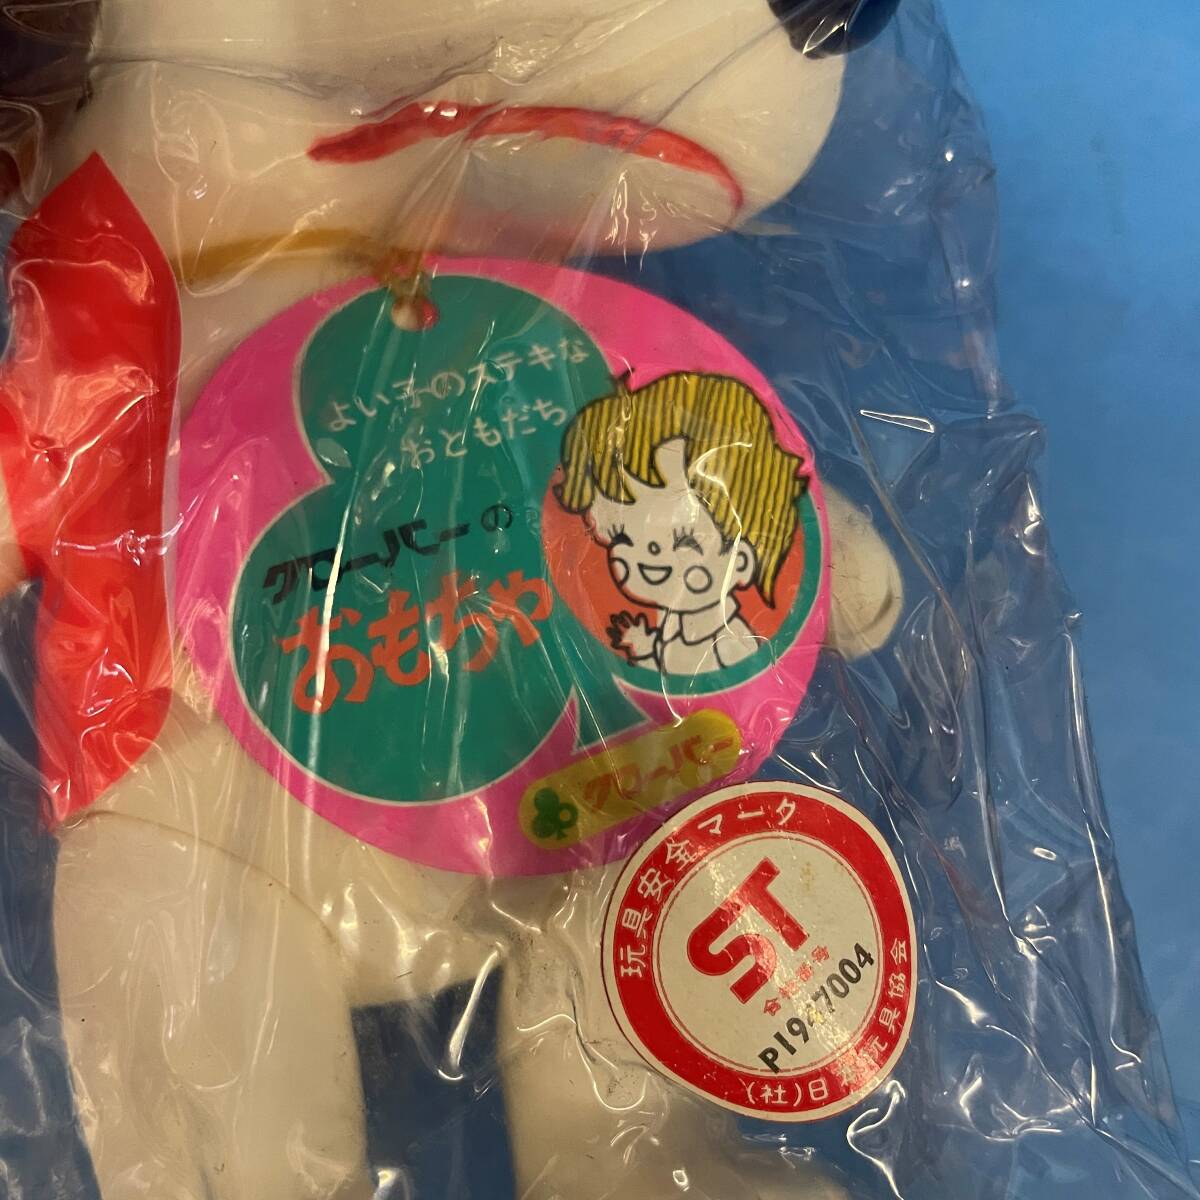 よい子のステキな
おともだち
クローバーの
おもちゃ
クローバー
玩具安全マーク
ST
合格番号
(社)日本玩具協会